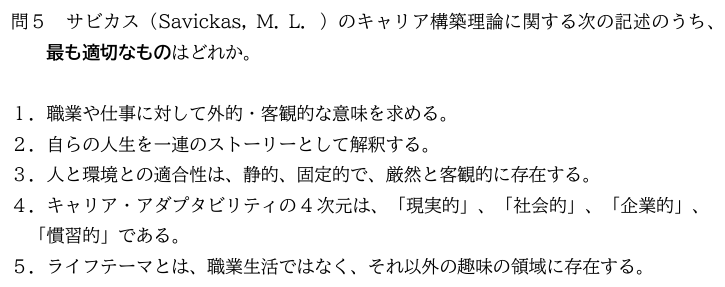 問５　サビカス（Savickas, M. L. ）のキャリア構築理論に関する次の記述のうち、
最も適切なものはどれか。
１．職業や仕事に対して外的・客観的な意味を求める。
２．自らの人生を一連のストーリーとして解釈する。
３．人と環境との適合性は、静的、固定的で、厳然と客観的に存在する。
４．キャリア・アダプタビリティの４次元は、「現実的」、「社会的」、「企業的」、
「慣習的」である。
５．ライフテーマとは、職業生活ではなく、それ以外の趣味の領域に存在する。